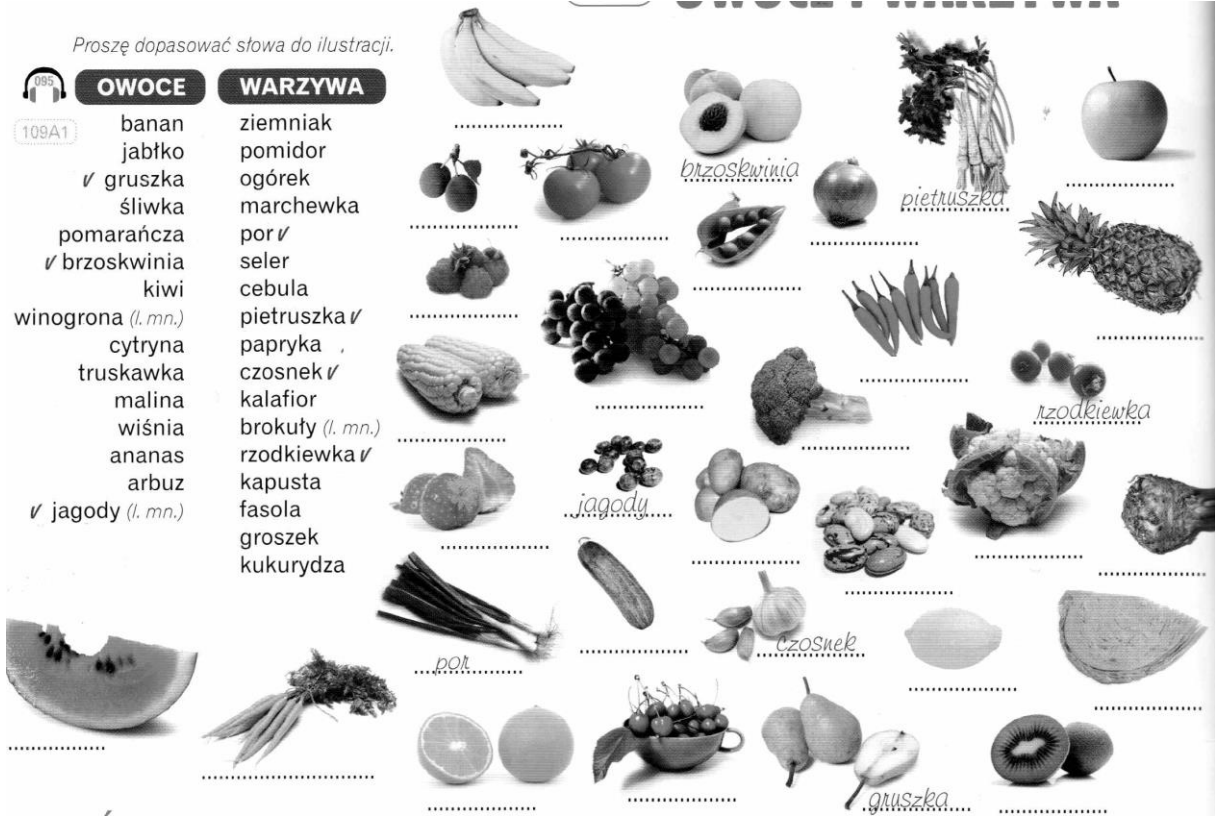 OWOCE I WARZYWA
Proszę dopasować słowa do ilustracji.
095
OWOCE
109A1
banan
jabłko
✓ gruszka
śliwka
pomarańcza
✓ brzoskwinia
kiwi
winogrona (l. mn.)
cytryna
truskawka
malina
wiśnia
ananas
arbuz
✓ jagody (l. mn.)
WARZYWA
ziemniak
pomidor
ogórek
marchewka
por ✓
seler
cebula
pietruszka ✓
papryka
czosnek ✓
kalafior
brokuły (l. mn.)
rzodkiewka ✓
kapusta
fasola
groszek
kukurydza
brzoskwinia
pietruszka
rzodkiewka
jagody
por
czosnek
gruszka